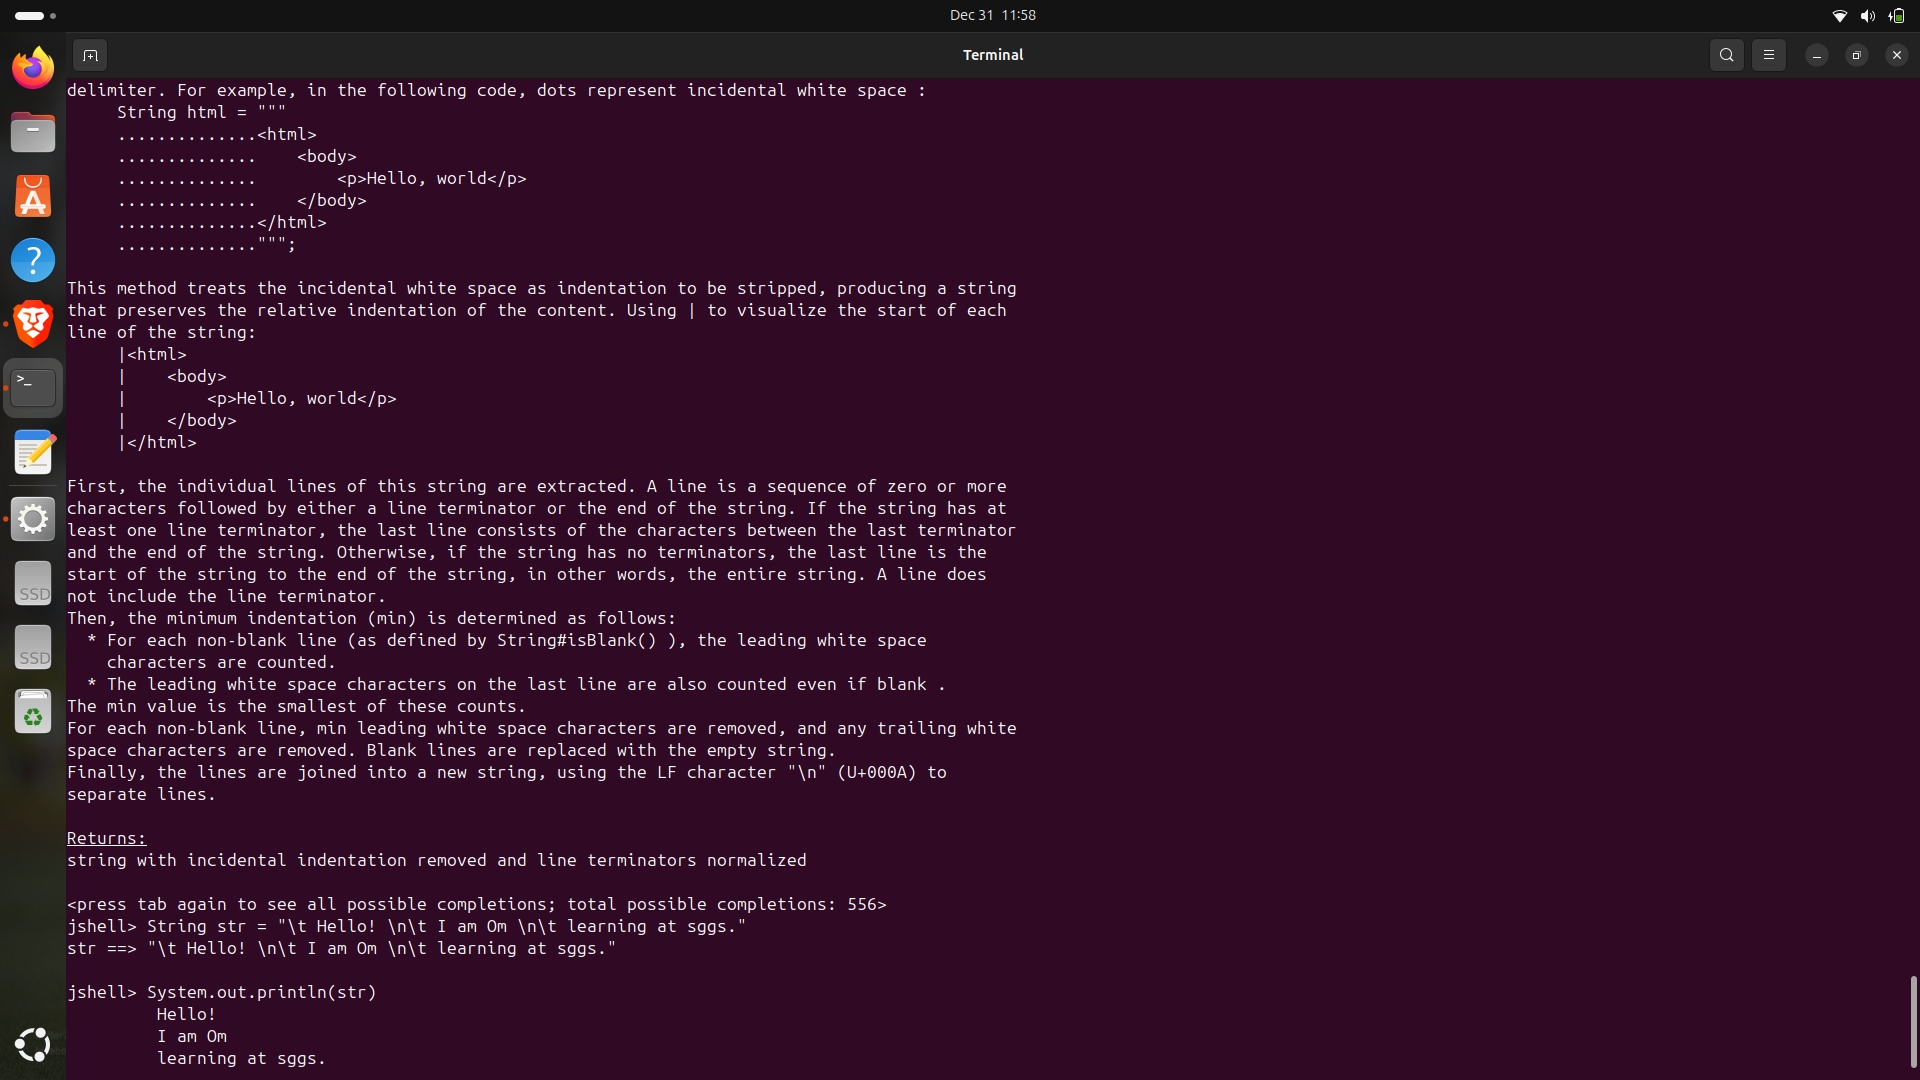 Dec 31 11:58
Terminal
delimiter. For example, in the following code, dots represent incidental white space :
     String html = """
     ..............<html>
     ..............    <body>
     ..............        <p>Hello, world</p>
     ..............    </body>
     ..............</html>
     ..............""";
This method treats the incidental white space as indentation to be stripped, producing a string
that preserves the relative indentation of the content. Using | to visualize the start of each
line of the string:
     |<html>
     |    <body>
     |        <p>Hello, world</p>
     |    </body>
     |</html>
First, the individual lines of this string are extracted. A line is a sequence of zero or more
characters followed by either a line terminator or the end of the string. If the string has at
least one line terminator, the last line consists of the characters between the last terminator
and the end of the string. Otherwise, if the string has no terminators, the last line is the
start of the string to the end of the string, in other words, the entire string. A line does
not include the line terminator.
Then, the minimum indentation (min) is determined as follows:
  * For each non-blank line (as defined by String#isBlank() ), the leading white space
    characters are counted.
  * The leading white space characters on the last line are also counted even if blank .
The min value is the smallest of these counts.
For each non-blank line, min leading white space characters are removed, and any trailing white
space characters are removed. Blank lines are replaced with the empty string.
Finally, the lines are joined into a new string, using the LF character "\n" (U+000A) to
separate lines.
Returns:
string with incidental indentation removed and line terminators normalized
<press tab again to see all possible completions; total possible completions: 556>
jshell> String str = "\t Hello! \n\t I am Om \n\t learning at sggs."
str ==> "\t Hello! \n\t I am Om \n\t learning at sggs."
jshell> System.out.println(str)
         Hello!
         I am Om
         learning at sggs.
SSD
SSD